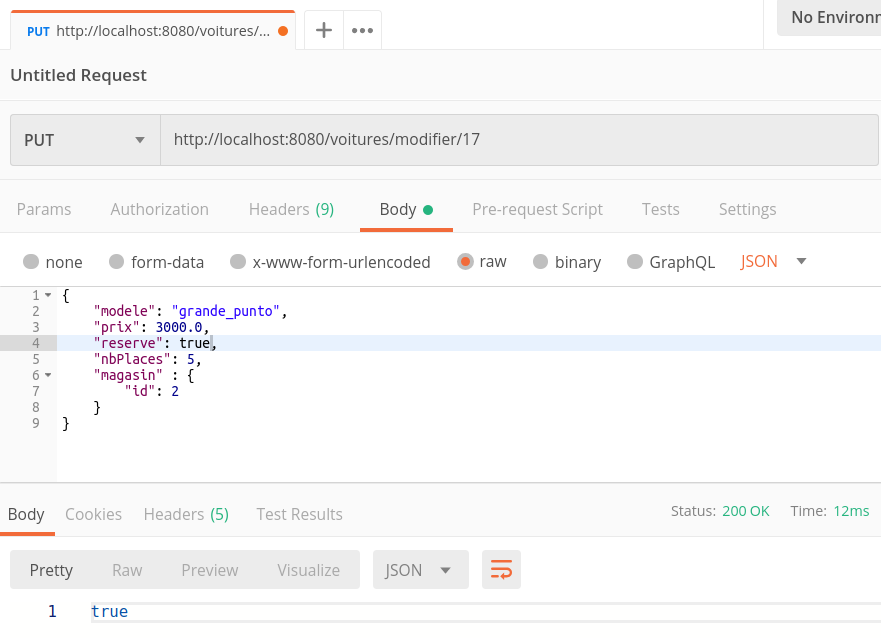 PUT http://localhost:8080/voitures/... + ••• No Environm
Untitled Request
PUT http://localhost:8080/voitures/modifier/17
Params Authorization Headers (9) Body Pre-request Script Tests Settings
none form-data x-www-form-urlencoded raw binary GraphQL JSON
1 {
2 "modele": "grande_punto",
3 "prix": 3000.0,
4 "reserve": true,
5 "nbPlaces": 5,
6 "magasin" : {
7 "id": 2
8 }
9 }
Body Cookies Headers (5) Test Results Status: 200 OK Time: 12ms
Pretty Raw Preview Visualize JSON
1 true